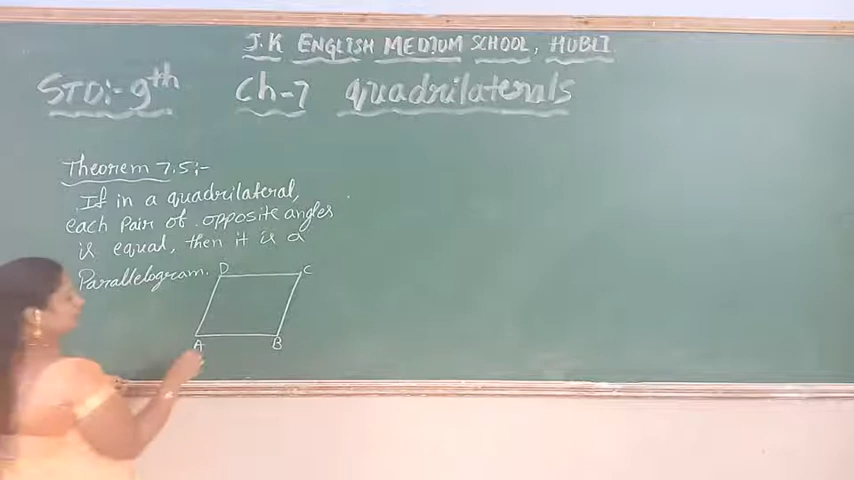 J.K ENGLISH MEDIUM SCHOOL, HUBLI
STD:- 9th Ch-7 quadrilaterals
Theorem 7.5:-
If in a quadrilateral,
each pair of opposite angles
is equal, then it is a
Parallelogram.
D C
A B